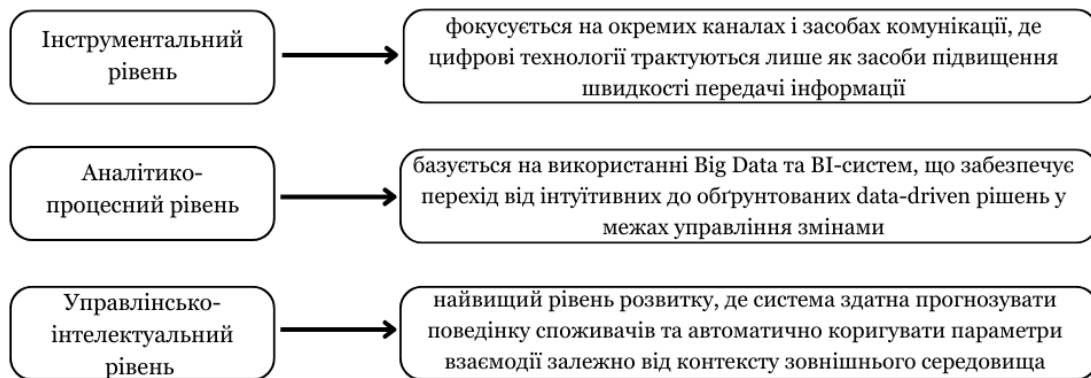 Інструментальний
рівень
фокусується на окремих каналах і засобах комунікації, де
цифрові технології трактуються лише як засоби підвищення
швидкості передачі інформації
Аналітико-
процесний рівень
базується на використанні Big Data та BI-систем, що забезпечує
перехід від інтуїтивних до обґрунтованих data-driven рішень у
межах управління змінами
Управлінсько-
інтелектуальний
рівень
найвищий рівень розвитку, де система здатна прогнозувати
поведінку споживачів та автоматично коригувати параметри
взаємодії залежно від контексту зовнішнього середовища